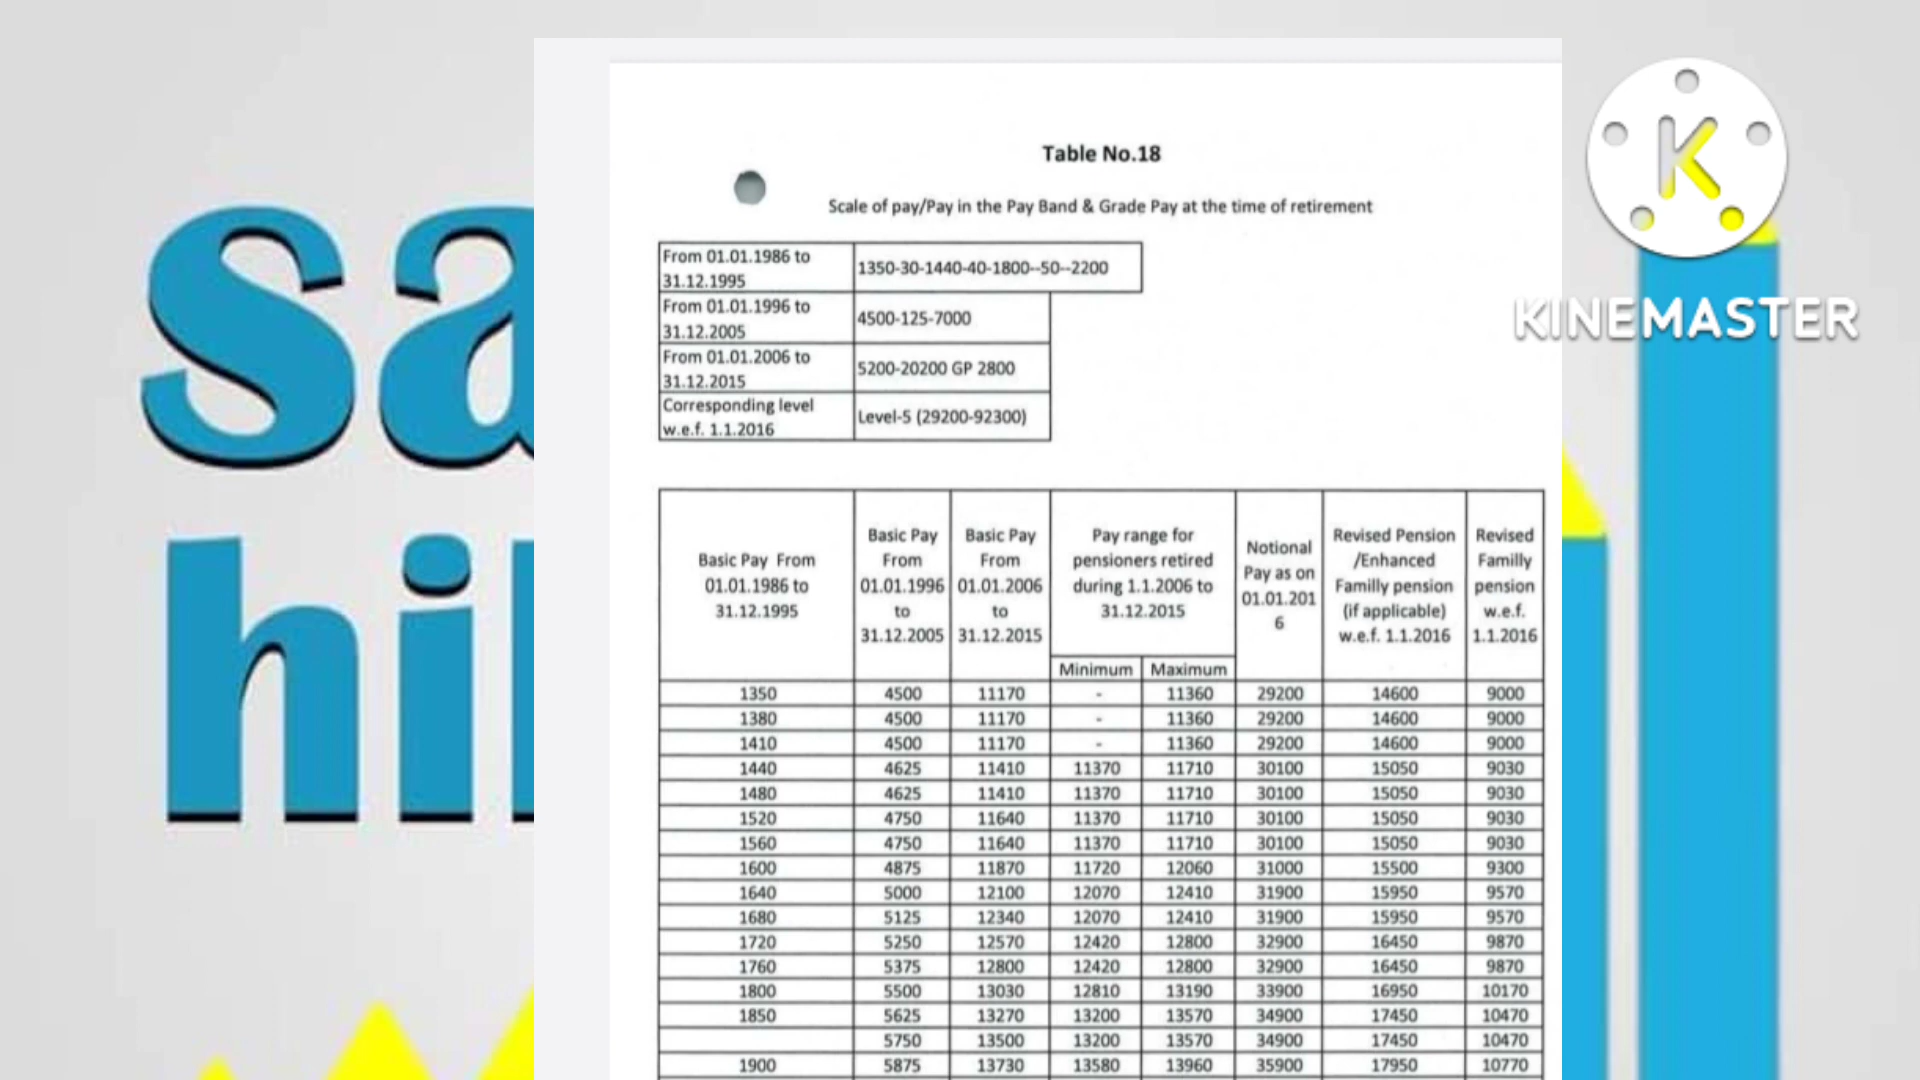 sa
hi
KINEMASTER
Table No.18
Scale of pay/Pay in the Pay Band & Grade Pay at the time of retirement
From 01.01.1986 to 31.12.1995 1350-30-1440-40-1800--50--2200
From 01.01.1996 to 31.12.2005 4500-125-7000
From 01.01.2006 to 31.12.2015 5200-20200 GP 2800
Corresponding level w.e.f. 1.1.2016 Level-5 (29200-92300)
Basic Pay From 01.01.1986 to 31.12.1995
Basic Pay From 01.01.1996 to 31.12.2005
Basic Pay From 01.01.2006 to 31.12.2015
Pay range for pensioners retired during 1.1.2006 to 31.12.2015
Minimum Maximum
Notional Pay as on 01.01.2016
Revised Pension /Enhanced Familly pension (if applicable) w.e.f. 1.1.2016
Revised Familly pension w.e.f. 1.1.2016
1350 4500 11170 - 11360 29200 14600 9000
1380 4500 11170 - 11360 29200 14600 9000
1410 4500 11170 - 11360 29200 14600 9000
1440 4625 11410 11370 11710 30100 15050 9030
1480 4625 11410 11370 11710 30100 15050 9030
1520 4750 11640 11370 11710 30100 15050 9030
1560 4750 11640 11370 11710 30100 15050 9030
1600 4875 11870 11720 12060 31000 15500 9300
1640 5000 12100 12070 12410 31900 15950 9570
1680 5125 12340 12070 12410 31900 15950 9570
1720 5250 12570 12420 12800 32900 16450 9870
1760 5375 12800 12420 12800 32900 16450 9870
1800 5500 13030 12810 13190 33900 16950 10170
1850 5625 13270 13200 13570 34900 17450 10470
5750 13500 13200 13570 34900 17450 10470
1900 5875 13730 13580 13960 35900 17950 10770